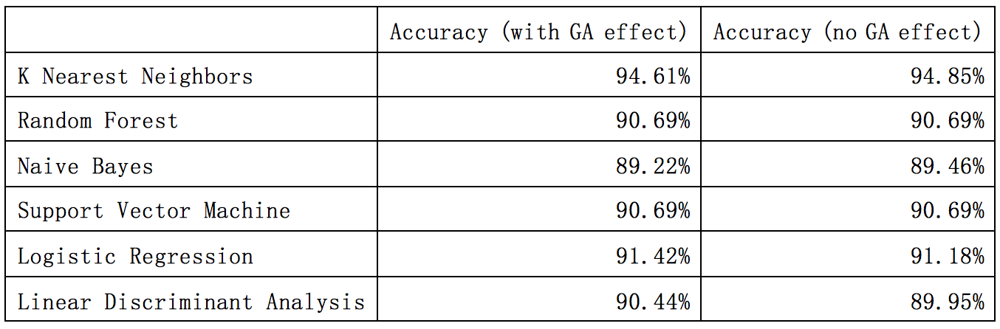 Accuracy (with GA effect) Accuracy (no GA effect)
K Nearest Neighbors 94.61% 94.85%
Random Forest 90.69% 90.69%
Naive Bayes 89.22% 89.46%
Support Vector Machine 90.69% 90.69%
Logistic Regression 91.42% 91.18%
Linear Discriminant Analysis 90.44% 89.95%